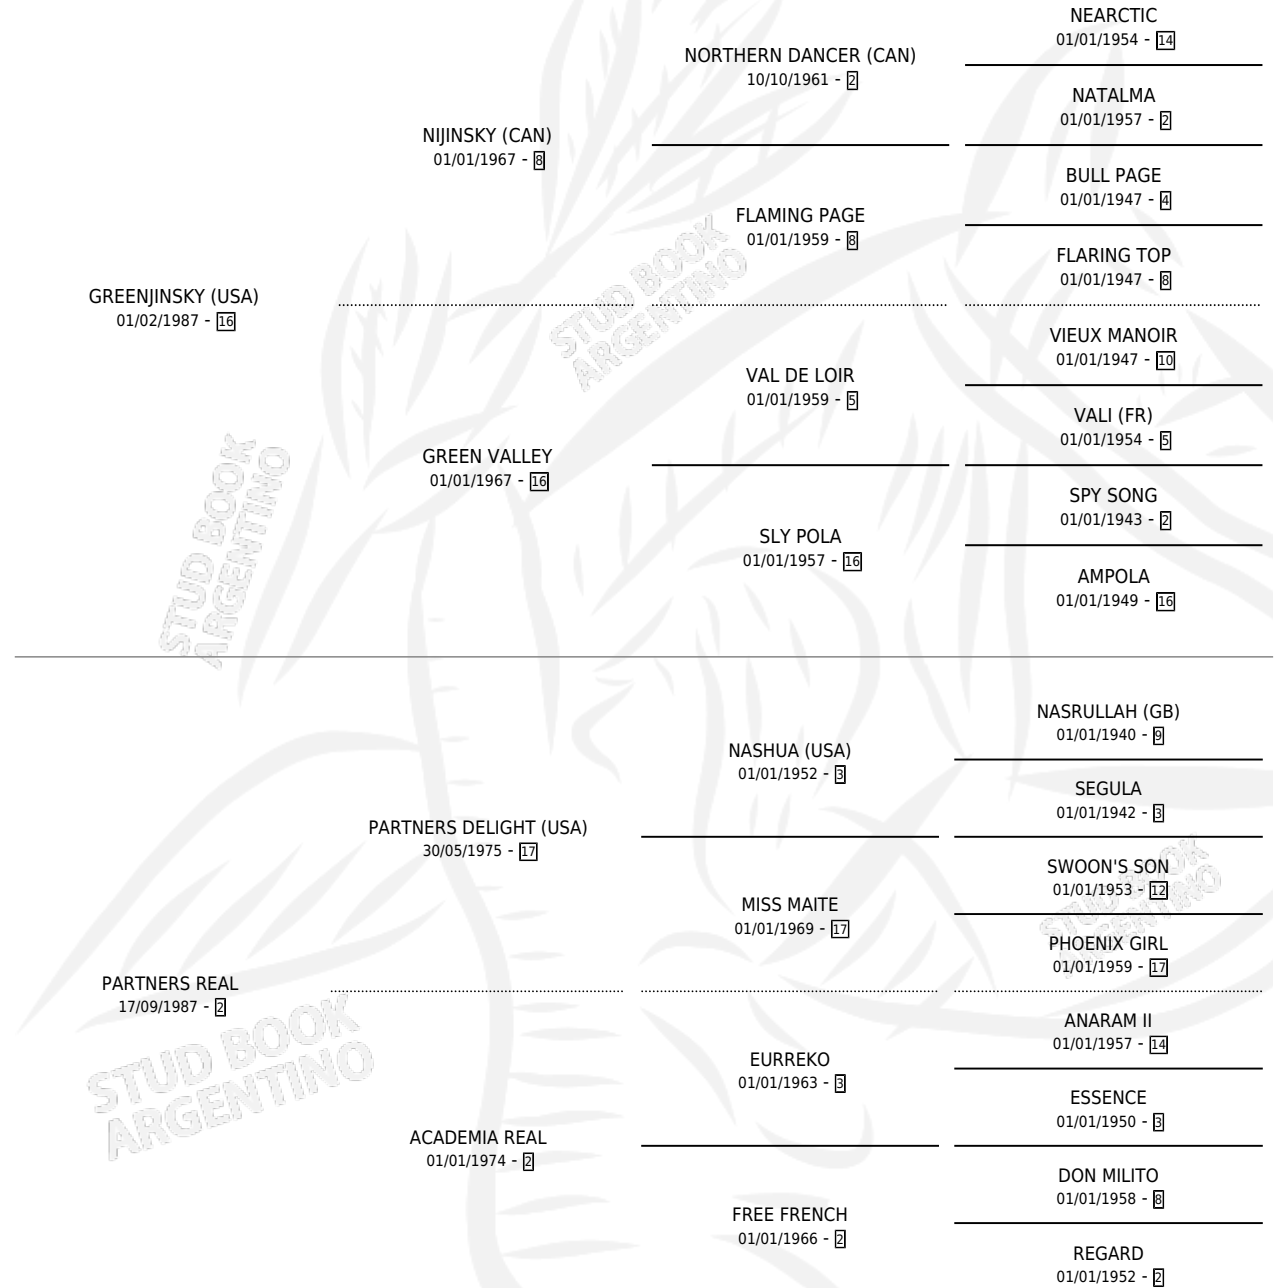 NEARCTIC
01/01/1954 - 14
NORTHERN DANCER (CAN)
10/10/1961 - 2
NATALMA
01/01/1957 - 2
NIJINSKY (CAN)
01/01/1967 - 8
BULL PAGE
01/01/1947 - 4
FLAMING PAGE
01/01/1959 - 8
FLARING TOP
01/01/1947 - 8
GREENJINSKY (USA)
01/02/1987 - 16
VIEUX MANOIR
01/01/1947 - 10
VAL DE LOIR
01/01/1959 - 5
VALI (FR)
01/01/1954 - 5
GREEN VALLEY
01/01/1967 - 16
SPY SONG
01/01/1943 - 2
SLY POLA
01/01/1957 - 16
AMPOLA
01/01/1949 - 16
STUD BOOK
ARGENTINO
STUD BOOK
ARGENTINO
NASRULLAH (GB)
01/01/1940 - 9
NASHUA (USA)
01/01/1952 - 3
SEGULA
01/01/1942 - 3
PARTNERS DELIGHT (USA)
30/05/1975 - 17
SWOON'S SON
01/01/1953 - 12
MISS MAITE
01/01/1969 - 17
PHOENIX GIRL
01/01/1959 - 17
PARTNERS REAL
17/09/1987 - 2
ANARAM II
01/01/1957 - 14
EURREKO
01/01/1963 - 3
ESSENCE
01/01/1950 - 3
ACADEMIA REAL
01/01/1974 - 2
DON MILITO
01/01/1958 - 8
FREE FRENCH
01/01/1966 - 2
REGARD
01/01/1952 - 2
STUD BOOK
ARGENTINO
STUD BOOK
ARGENTINO